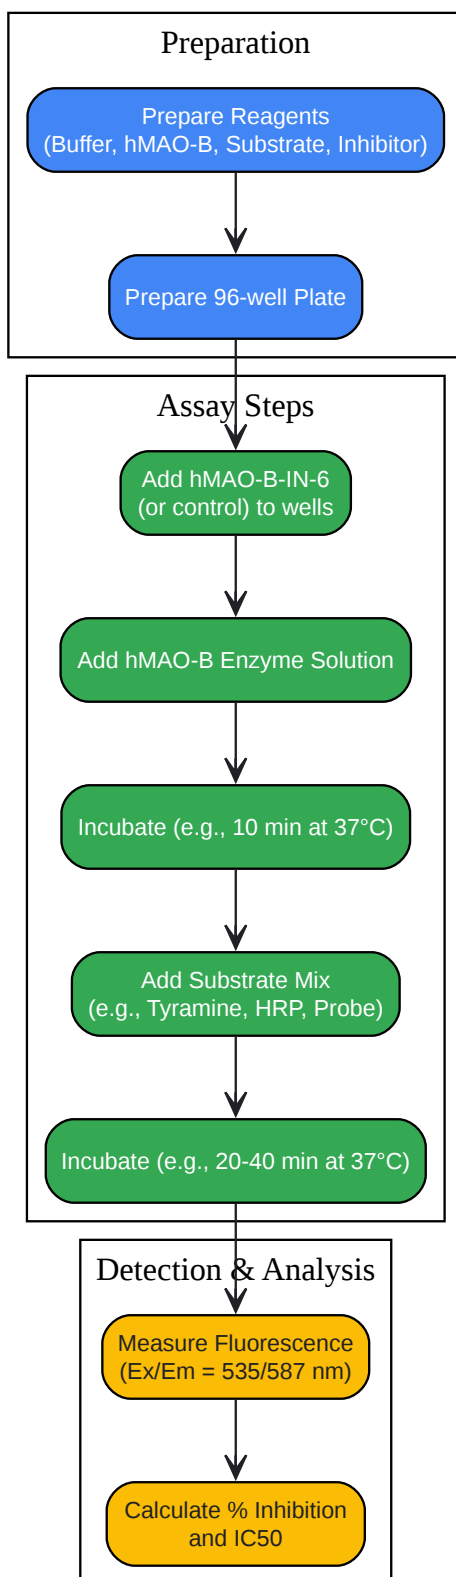 Preparation
Prepare Reagents
(Buffer, hMAO-B, Substrate, Inhibitor)
Prepare 96-well Plate
Assay Steps
Add hMAO-B-IN-6
(or control) to wells
Add hMAO-B Enzyme Solution
Incubate (e.g., 10 min at 37°C)
Add Substrate Mix
(e.g., Tyramine, HRP, Probe)
Incubate (e.g., 20-40 min at 37°C)
Detection & Analysis
Measure Fluorescence
(Ex/Em = 535/587 nm)
Calculate % Inhibition
and IC50